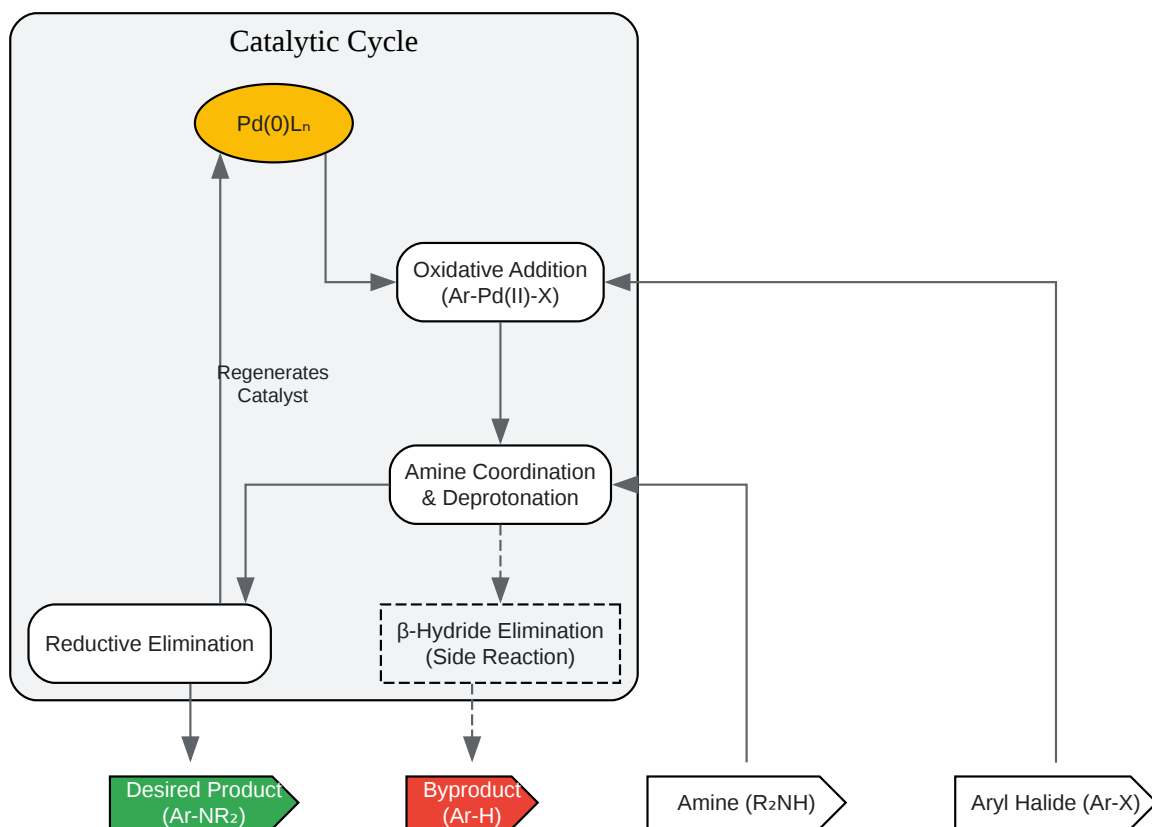 Catalytic Cycle
Pd(0)Lₙ
Oxidative Addition
(Ar-Pd(II)-X)
Regenerates
Catalyst
Amine Coordination
& Deprotonation
Reductive Elimination
β-Hydride Elimination
(Side Reaction)
Desired Product
(Ar-NR₂)
Byproduct
(Ar-H)
Amine (R₂NH)
Aryl Halide (Ar-X)